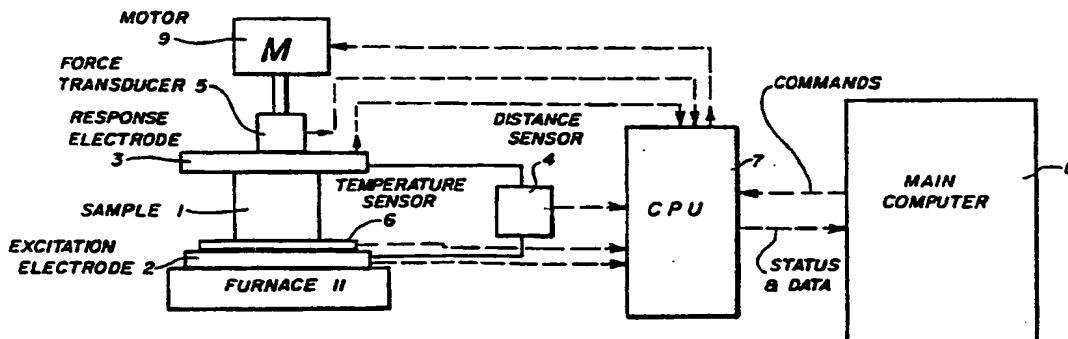 MOTOR
9
M
FORCE
TRANSDUCER 5
RESPONSE
ELECTRODE
3
SAMPLE 1
TEMPERATURE
SENSOR
6
EXCITATION
ELECTRODE 2
FURNACE 11
DISTANCE
SENSOR
4
7
CPU
COMMANDS
STATUS
& DATA
MAIN
COMPUTER